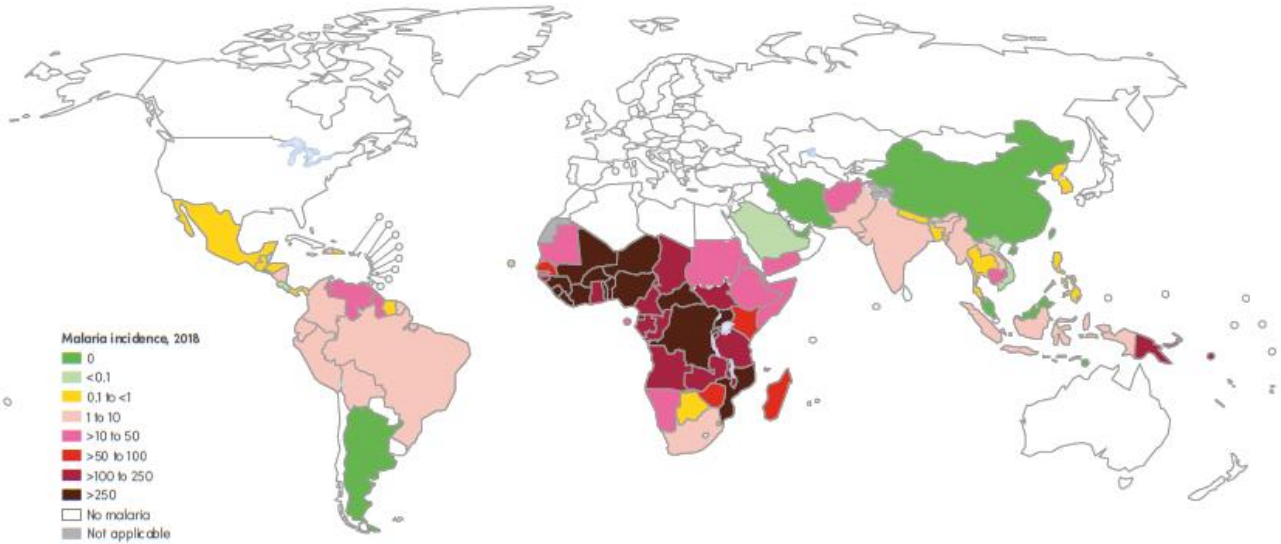 Malaria incidence, 2018
0
<0.1
0.1 to <1
1 to 10
>10 to 50
>50 to 100
>100 to 250
>250
No malaria
Not applicable